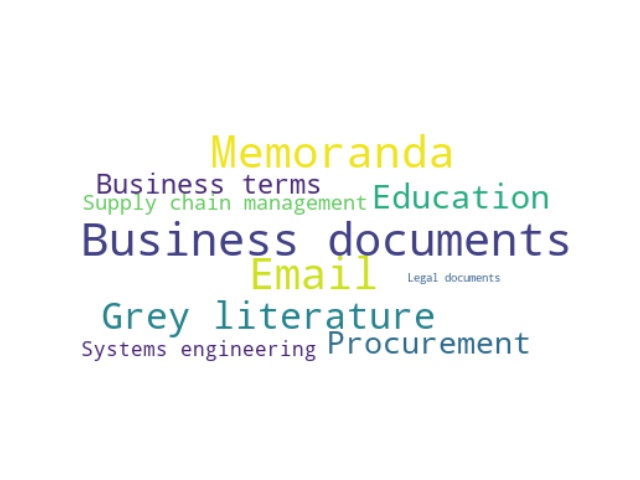 Memoranda
Business terms
Supply chain management
Education
Business documents
Email
Legal documents
Grey literature
Procurement
Systems engineering